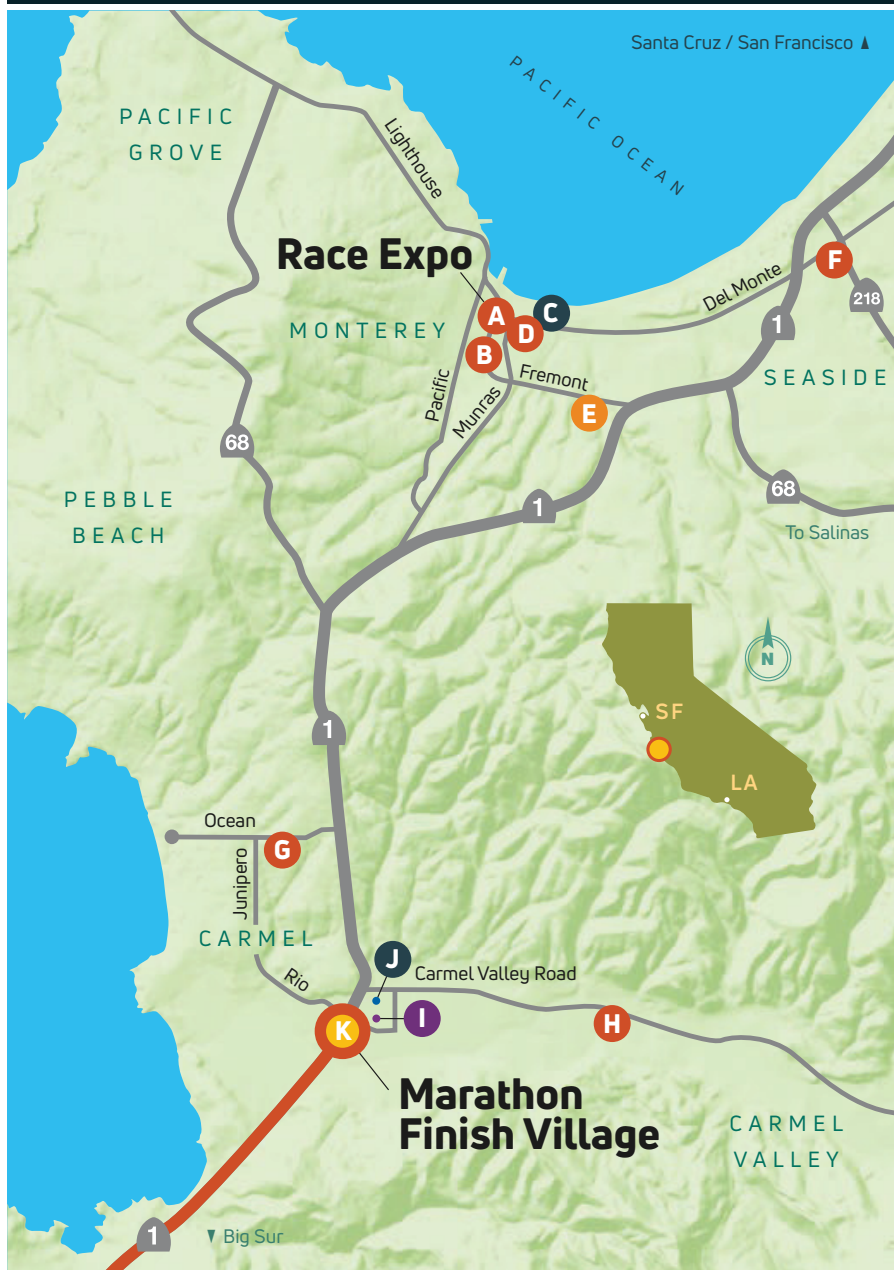 Santa Cruz / San Francisco ▲
PACIFIC OCEAN
PACIFIC
GROVE
Lighthouse
Race Expo
A
C
D
B
MONTEREY
Del Monte
F
218
1
SEASIDE
Pacific
Munras
Fremont
E
68
68
To Salinas
PEBBLE
BEACH
1
N
SF
LA
1
Ocean
G
Junipero
CARMEL
Rio
J
Carmel Valley Road
I
H
K
Marathon
Finish Village
CARMEL
VALLEY
1
▼ Big Sur